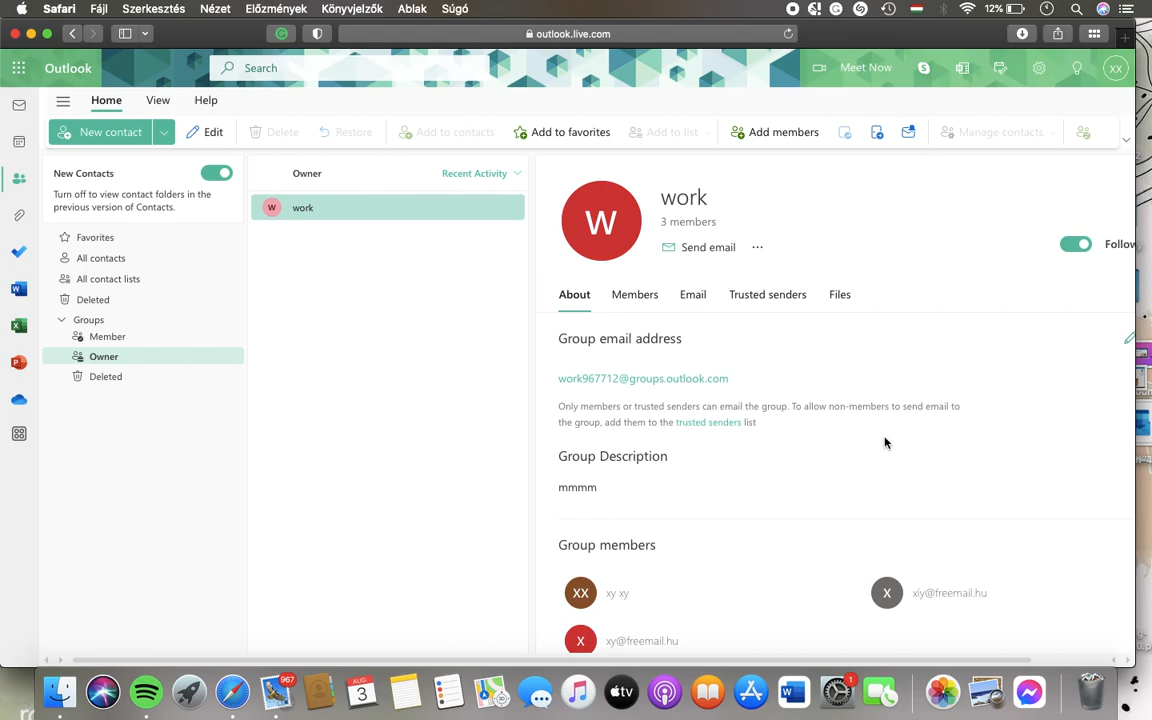 Safari Fájl Szerkesztés Nézet Előzmények Könyvjelzők Ablak Súgó 12%
outlook.live.com
Outlook Search Meet Now XX
Home View Help
New contact Edit Delete Restore Add to contacts Add to favorites Add to list Add members Manage contacts
New Contacts
Turn off to view contact folders in the
previous version of Contacts.
Favorites
All contacts
All contact lists
Deleted
Groups
Member
Owner
Deleted
Owner Recent Activity
W work
W
work
3 members
Send email ...
Follow
About Members Email Trusted senders Files
Group email address
work967712@groups.outlook.com
Only members or trusted senders can email the group. To allow non-members to send email to
the group, add them to the trusted senders list
Group Description
mmmm
Group members
XX xy xy
X xiy@freemail.hu
X xy@freemail.hu
967
AUG.
3
tv
1